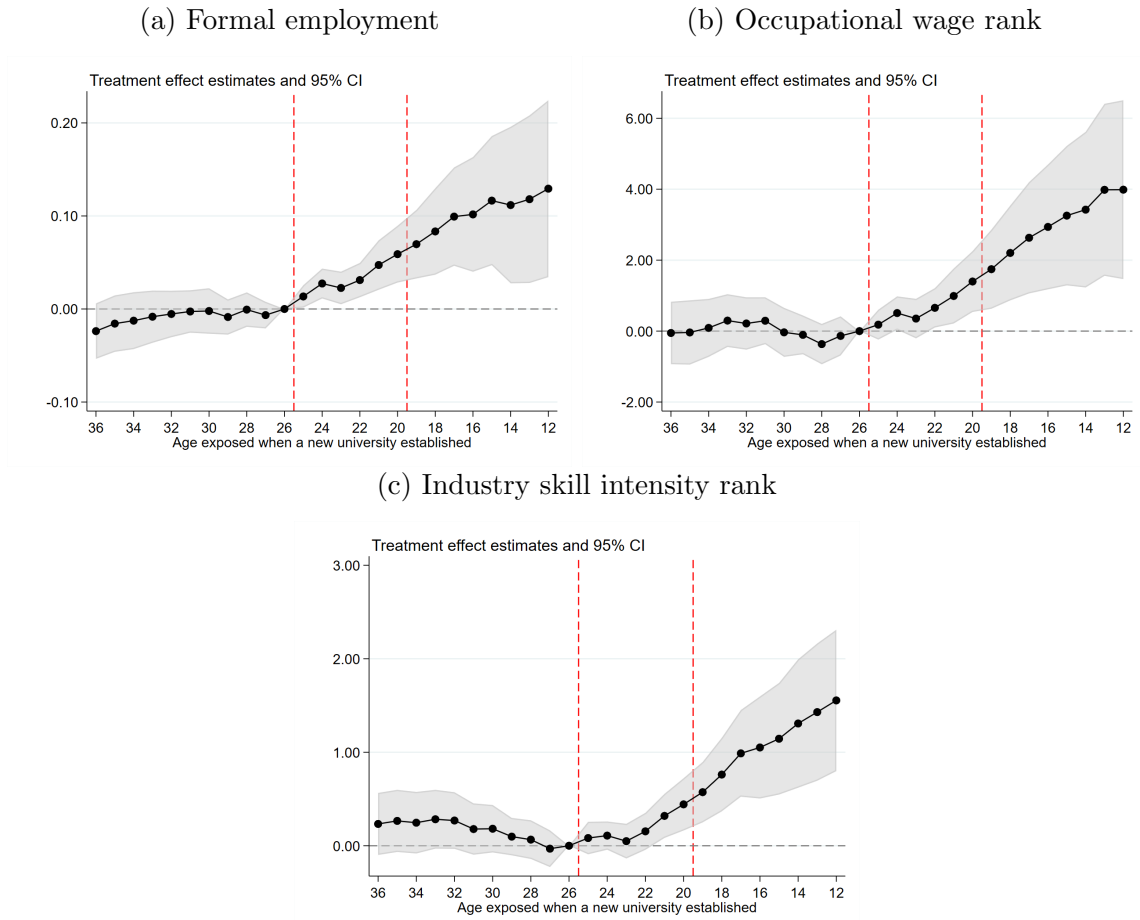 (a) Formal employment
Treatment effect estimates and 95% CI
0.20
0.10
0.00
-0.10
36 34 32 30 28 26 24 22 20 18 16 14 12
Age exposed when a new university established
(b) Occupational wage rank
Treatment effect estimates and 95% CI
6.00
4.00
2.00
0.00
-2.00
36 34 32 30 28 26 24 22 20 18 16 14 12
Age exposed when a new university established
(c) Industry skill intensity rank
Treatment effect estimates and 95% CI
3.00
2.00
1.00
0.00
36 34 32 30 28 26 24 22 20 18 16 14 12
Age exposed when a new university established